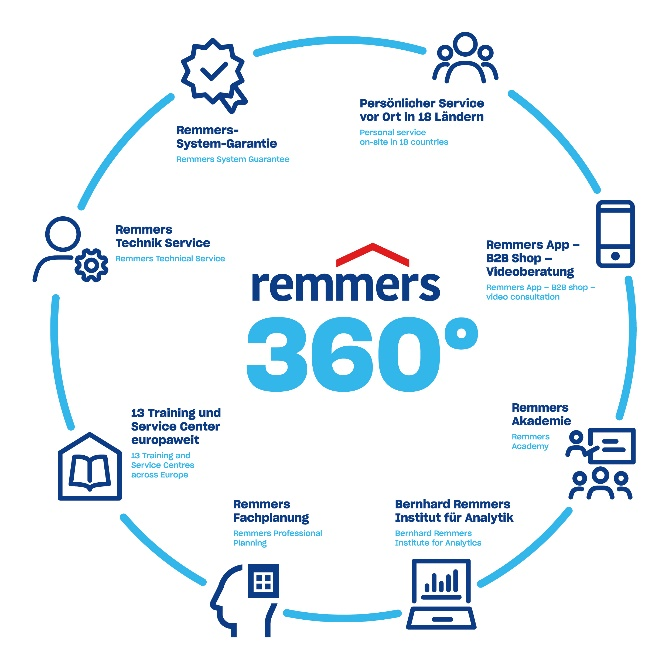 Persönlicher Service
vor Ort in 18 Ländern
Personal service
on-site in 18 countries
Remmers-
System-Garantie
Remmers System Guarantee
Remmers
Technik Service
Remmers Technical Service
Remmers App –
B2B Shop –
Videoberatung
Remmers App – B2B shop –
video consultation
remmers
360°
13 Training und
Service Center
europaweit
13 Training and
Service Centres
across Europe
Remmers
Akademie
Remmers
Academy
Remmers
Fachplanung
Remmers Professional
Planning
Bernhard Remmers
Institut für Analytik
Bernhard Remmers
Institute for Analytics